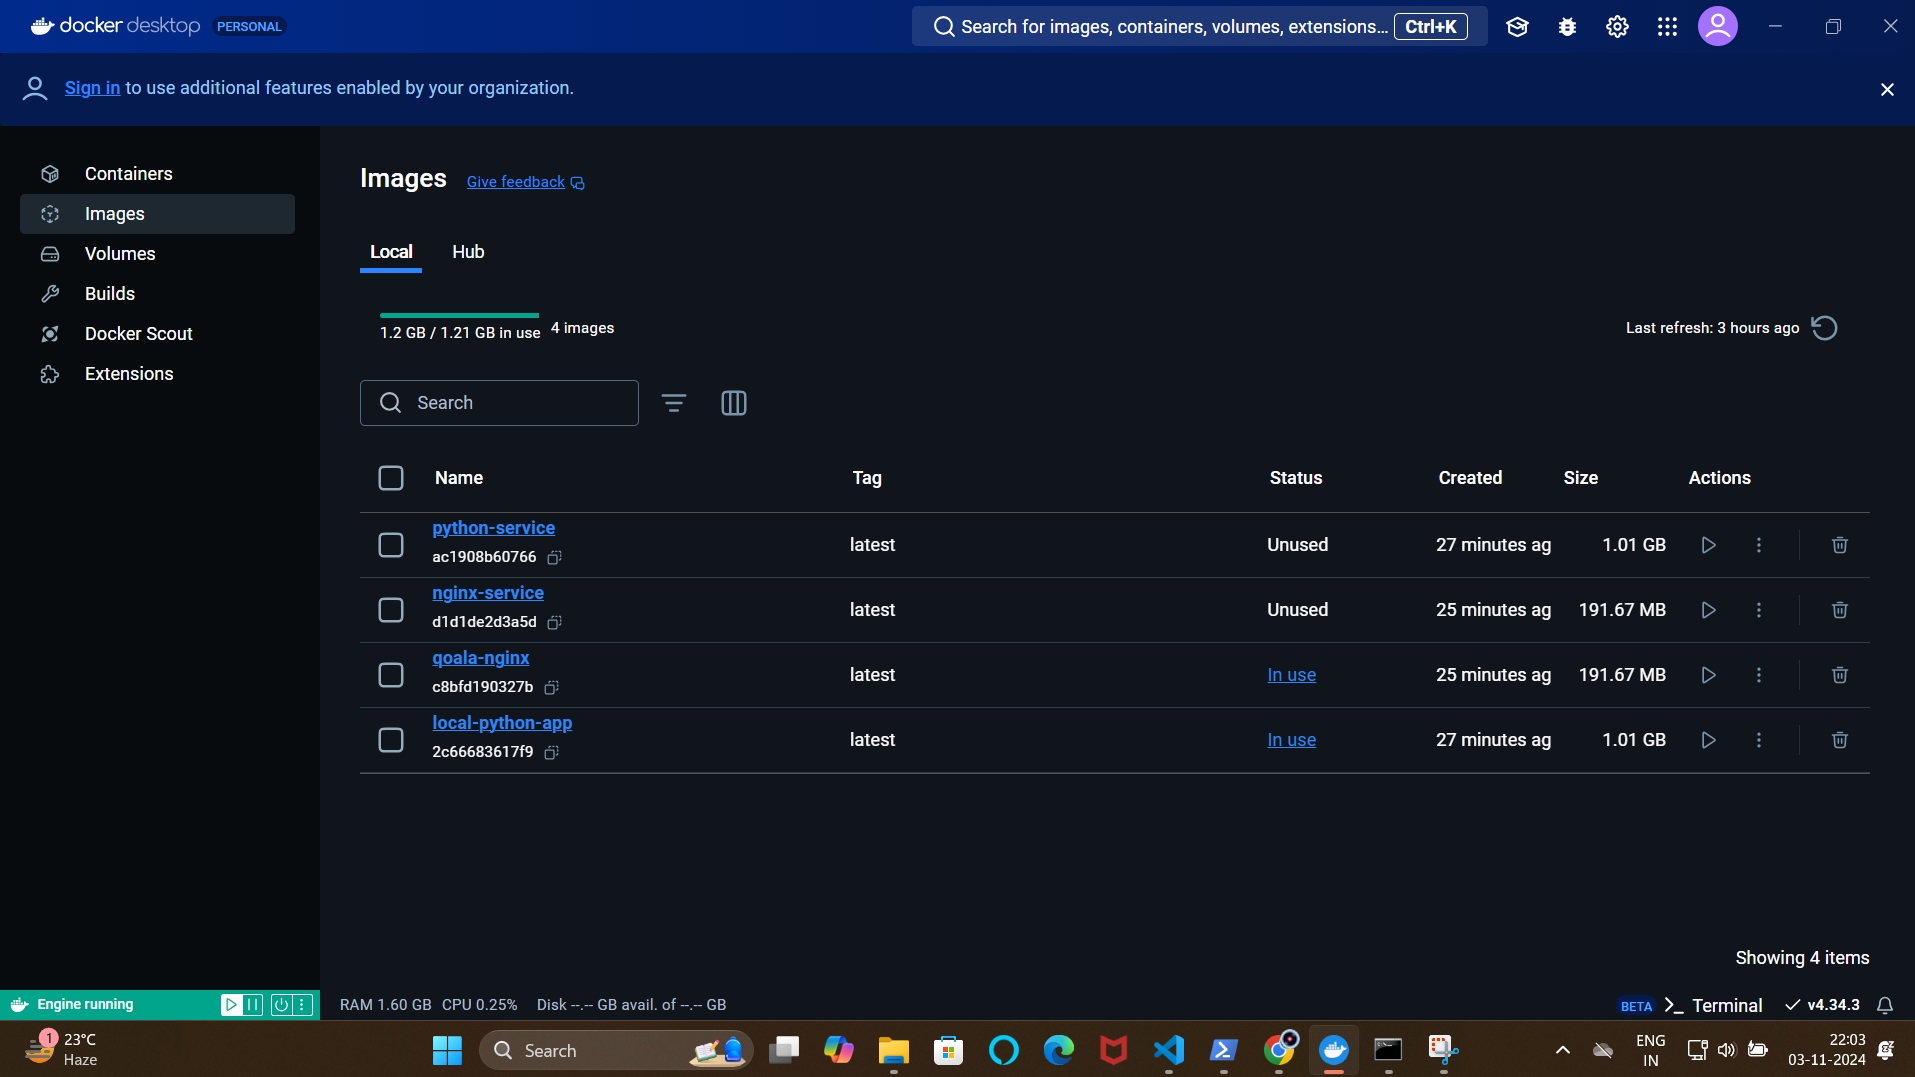 docker desktop PERSONAL
Search for images, containers, volumes, extensions... Ctrl+K
Sign in to use additional features enabled by your organization.
Containers
Images
Volumes
Builds
Docker Scout
Extensions
Images Give feedback
Local Hub
1.2 GB / 1.21 GB in use 4 images
Last refresh: 3 hours ago
Search
Name Tag Status Created Size Actions
python-service
ac1908b60766
latest Unused 27 minutes ag 1.01 GB
nginx-service
d1d1de2d3a5d
latest Unused 25 minutes ag 191.67 MB
qoala-nginx
c8bfd190327b
latest In use 25 minutes ag 191.67 MB
local-python-app
2c66683617f9
latest In use 27 minutes ag 1.01 GB
Showing 4 items
Engine running
RAM 1.60 GB CPU 0.25% Disk --.-- GB avail. of --.-- GB
BETA Terminal v4.34.3
1
23°C
Haze
Search
ENG
IN
22:03
03-11-2024